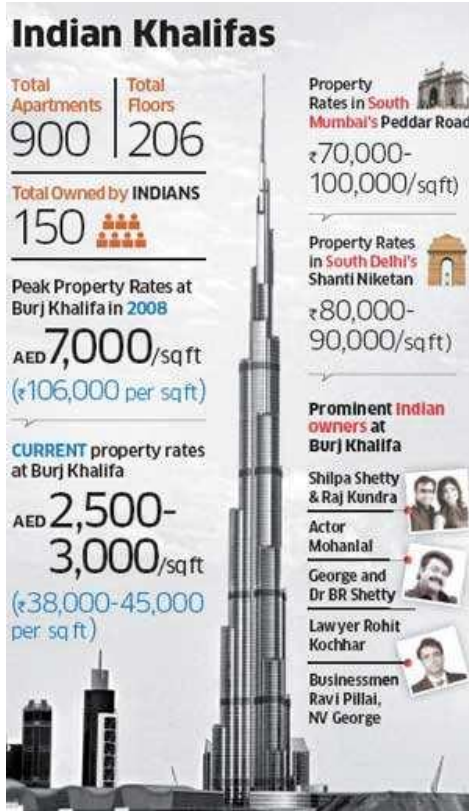 Indian Khalifas
Total
Apartments
900
Total
Floors
206
Total Owned by INDIANS
150
Peak Property Rates at
Burj Khalifa in 2008
AED 7,000/sq ft
(₹106,000 per sq ft)
CURRENT property rates
at Burj Khalifa
AED 2,500-
3,000/sq ft
(₹38,000-45,000
per sq ft)
Property
Rates in South
Mumbai's Peddar Road
₹70,000-
100,000/sq ft)
Property Rates
in South Delhi's
Shanti Niketan
₹80,000-
90,000/sq ft)
Prominent Indian
owners at
Burj Khalifa
Shilpa Shetty
& Raj Kundra
Actor
Mohanlal
George and
Dr BR Shetty
Lawyer Rohit
Kochhar
Businessmen
Ravi Pillai,
NV George